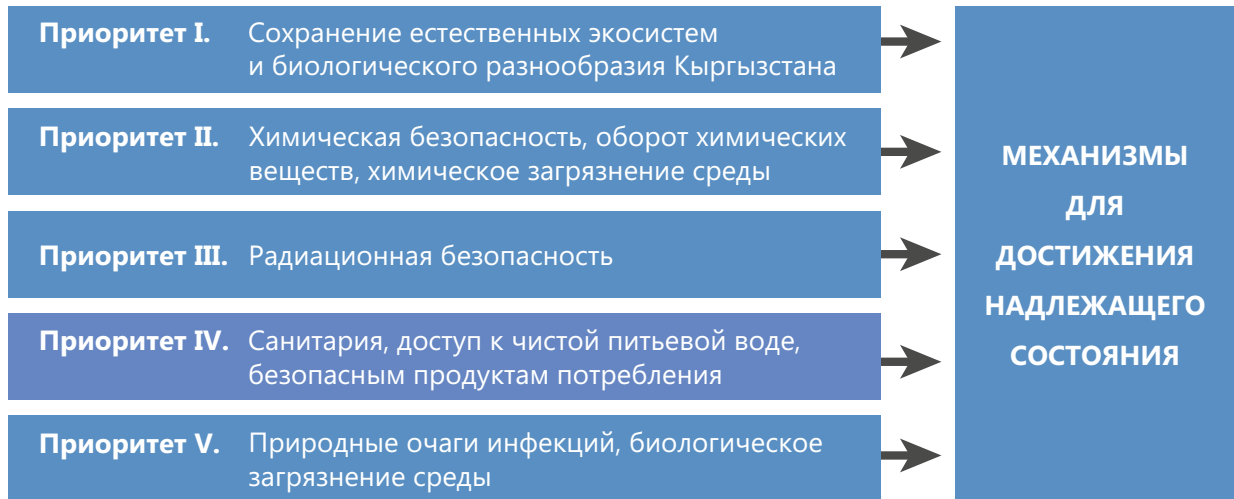 Приоритет I. Сохранение естественных экосистем
и биологического разнообразия Кыргызстана
Приоритет II. Химическая безопасность, оборот химических
веществ, химическое загрязнение среды
Приоритет III. Радиационная безопасность
Приоритет IV. Санитария, доступ к чистой питьевой воде,
безопасным продуктам потребления
Приоритет V. Природные очаги инфекций, биологическое
загрязнение среды
МЕХАНИЗМЫ
ДЛЯ
ДОСТИЖЕНИЯ
НАДЛЕЖАЩЕГО
СОСТОЯНИЯ